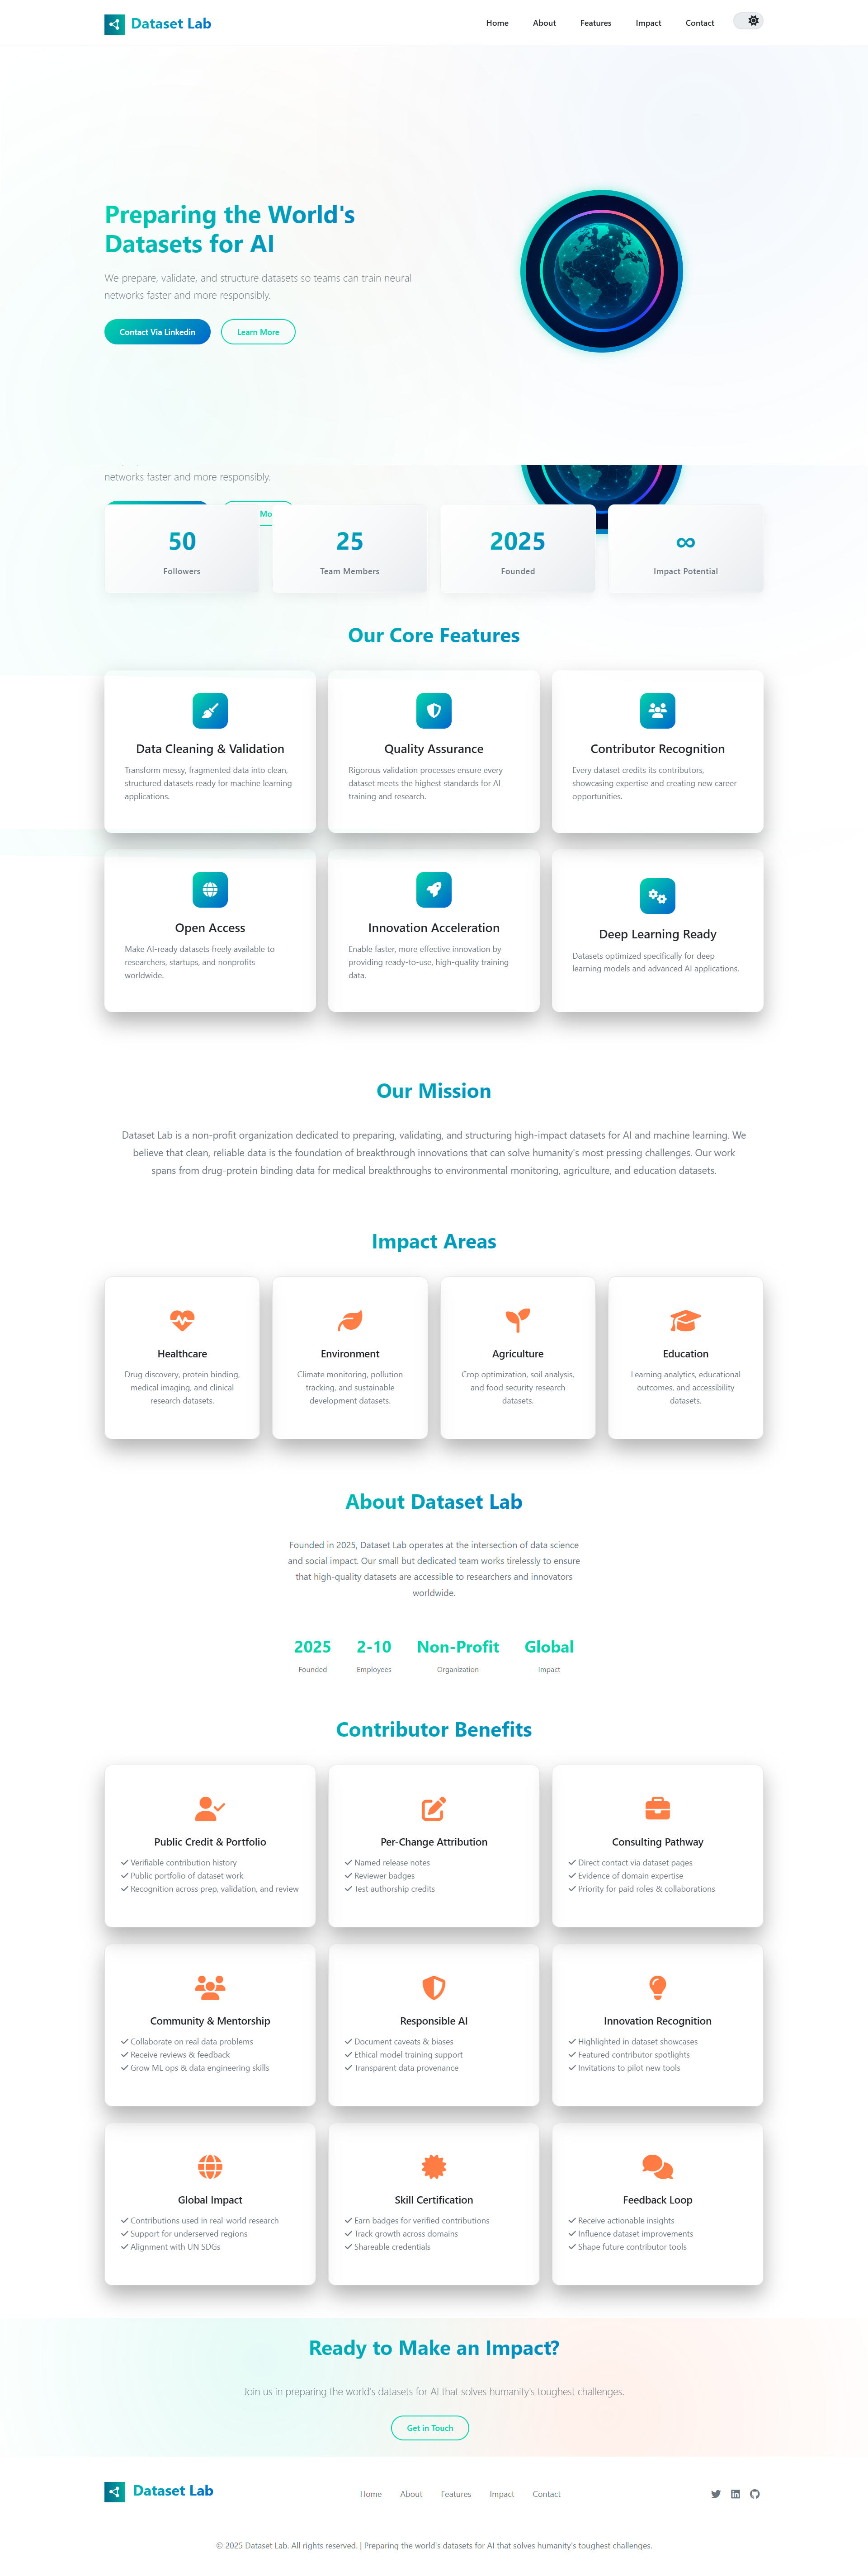 Dataset Lab
Home About Features Impact Contact
Preparing the World's
Datasets for AI
We prepare, validate, and structure datasets so teams can train neural
networks faster and more responsibly.
Contact Via Linkedin Learn More
networks faster and more responsibly.
Mo
50 25 2025 ∞
Followers Team Members Founded Impact Potential
Our Core Features
Data Cleaning & Validation
Transform messy, fragmented data into clean,
structured datasets ready for machine learning
applications.
Quality Assurance
Rigorous validation processes ensure every
dataset meets the highest standards for AI
training and research.
Contributor Recognition
Every dataset credits its contributors,
showcasing expertise and creating new career
opportunities.
Open Access
Make AI-ready datasets freely available to
researchers, startups, and nonprofits
worldwide.
Innovation Acceleration
Enable faster, more effective innovation by
providing ready-to-use, high-quality training
data.
Deep Learning Ready
Datasets optimized specifically for deep
learning models and advanced AI applications.
Our Mission
Dataset Lab is a non-profit organization dedicated to preparing, validating, and structuring high-impact datasets for AI and machine learning. We
believe that clean, reliable data is the foundation of breakthrough innovations that can solve humanity's most pressing challenges. Our work
spans from drug-protein binding data for medical breakthroughs to environmental monitoring, agriculture, and education datasets.
Impact Areas
Healthcare
Drug discovery, protein binding,
medical imaging, and clinical
research datasets.
Environment
Climate monitoring, pollution
tracking, and sustainable
development datasets.
Agriculture
Crop optimization, soil analysis,
and food security research
datasets.
Education
Learning analytics, educational
outcomes, and accessibility
datasets.
About Dataset Lab
Founded in 2025, Dataset Lab operates at the intersection of data science
and social impact. Our small but dedicated team works tirelessly to ensure
that high-quality datasets are accessible to researchers and innovators
worldwide.
2025 2-10 Non-Profit Global
Founded Employees Organization Impact
Contributor Benefits
Public Credit & Portfolio
Verifiable contribution history
Public portfolio of dataset work
Recognition across prep, validation, and review
Per-Change Attribution
Named release notes
Reviewer badges
Test authorship credits
Consulting Pathway
Direct contact via dataset pages
Evidence of domain expertise
Priority for paid roles & collaborations
Community & Mentorship
Collaborate on real data problems
Receive reviews & feedback
Grow ML ops & data engineering skills
Responsible AI
Document caveats & biases
Ethical model training support
Transparent data provenance
Innovation Recognition
Highlighted in dataset showcases
Featured contributor spotlights
Invitations to pilot new tools
Global Impact
Contributions used in real-world research
Support for underserved regions
Alignment with UN SDGs
Skill Certification
Earn badges for verified contributions
Track growth across domains
Shareable credentials
Feedback Loop
Receive actionable insights
Influence dataset improvements
Shape future contributor tools
Ready to Make an Impact?
Join us in preparing the world's datasets for AI that solves humanity's toughest challenges.
Get in Touch
Dataset Lab
Home About Features Impact Contact
© 2025 Dataset Lab. All rights reserved. | Preparing the world's datasets for AI that solves humanity's toughest challenges.